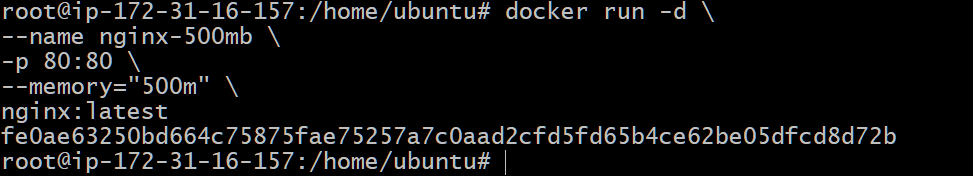 root@ip-172-31-16-157:/home/ubuntu# docker run -d \
--name nginx-500mb \
-p 80:80 \
--memory="500m" \
nginx:latest
fe0ae63250bd664c75875fae75257a7c0aad2cfd5fd65b4ce62be05dfcd8d72b
root@ip-172-31-16-157:/home/ubuntu#